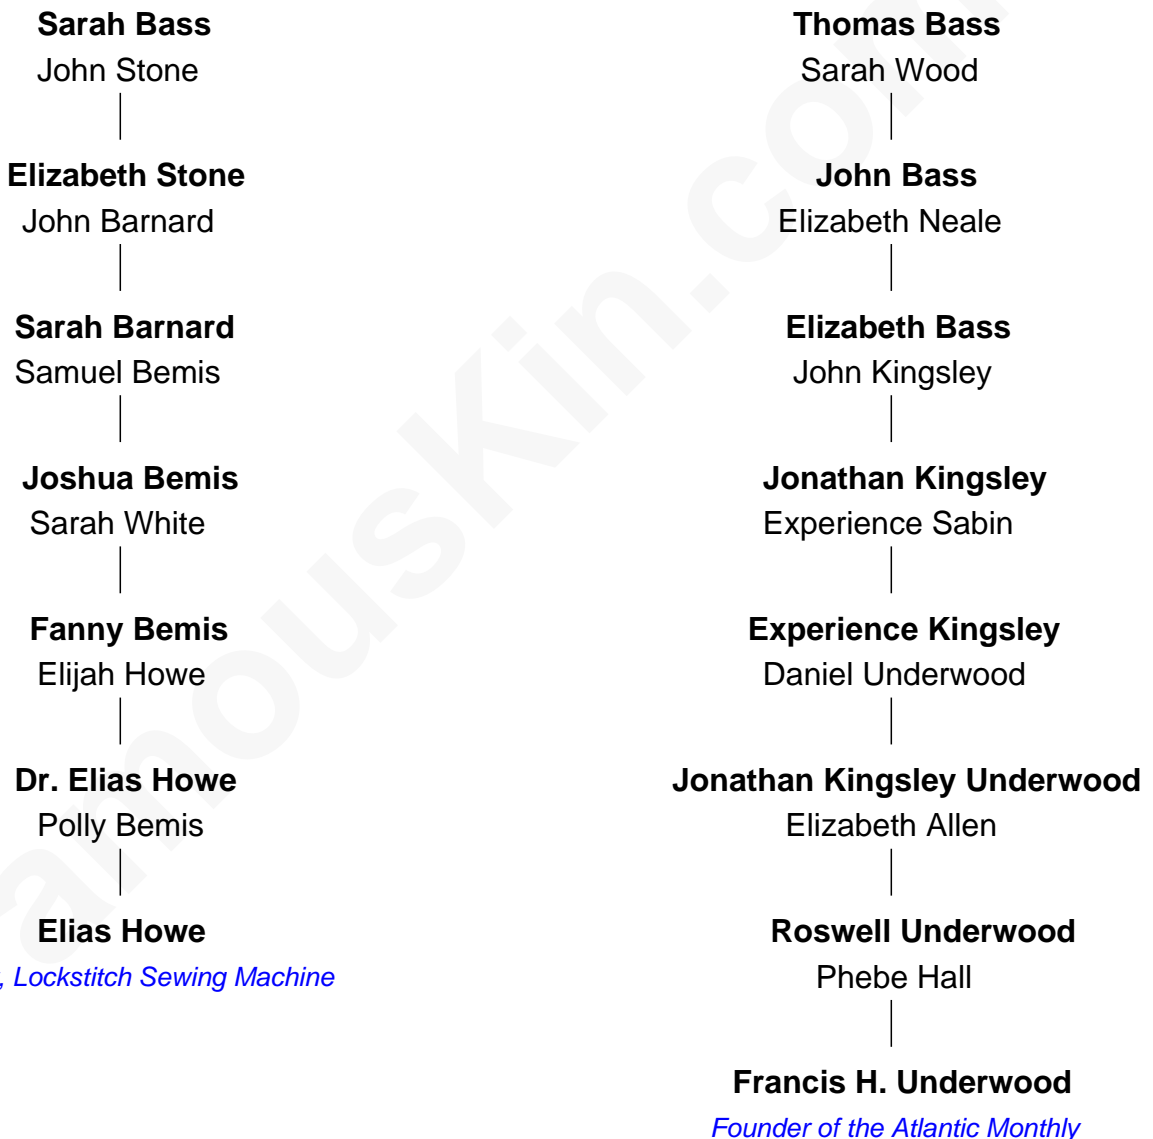 Sarah Bass
John Stone
Elizabeth Stone
John Barnard
Sarah Barnard
Samuel Bemis
Joshua Bemis
Sarah White
Fanny Bemis
Elijah Howe
Dr. Elias Howe
Polly Bemis
Elias Howe
, Lockstitch Sewing Machine
Thomas Bass
Sarah Wood
John Bass
Elizabeth Neale
Elizabeth Bass
John Kingsley
Jonathan Kingsley
Experience Sabin
Experience Kingsley
Daniel Underwood
Jonathan Kingsley Underwood
Elizabeth Allen
Roswell Underwood
Phebe Hall
Francis H. Underwood
Founder of the Atlantic Monthly
amousKin.com